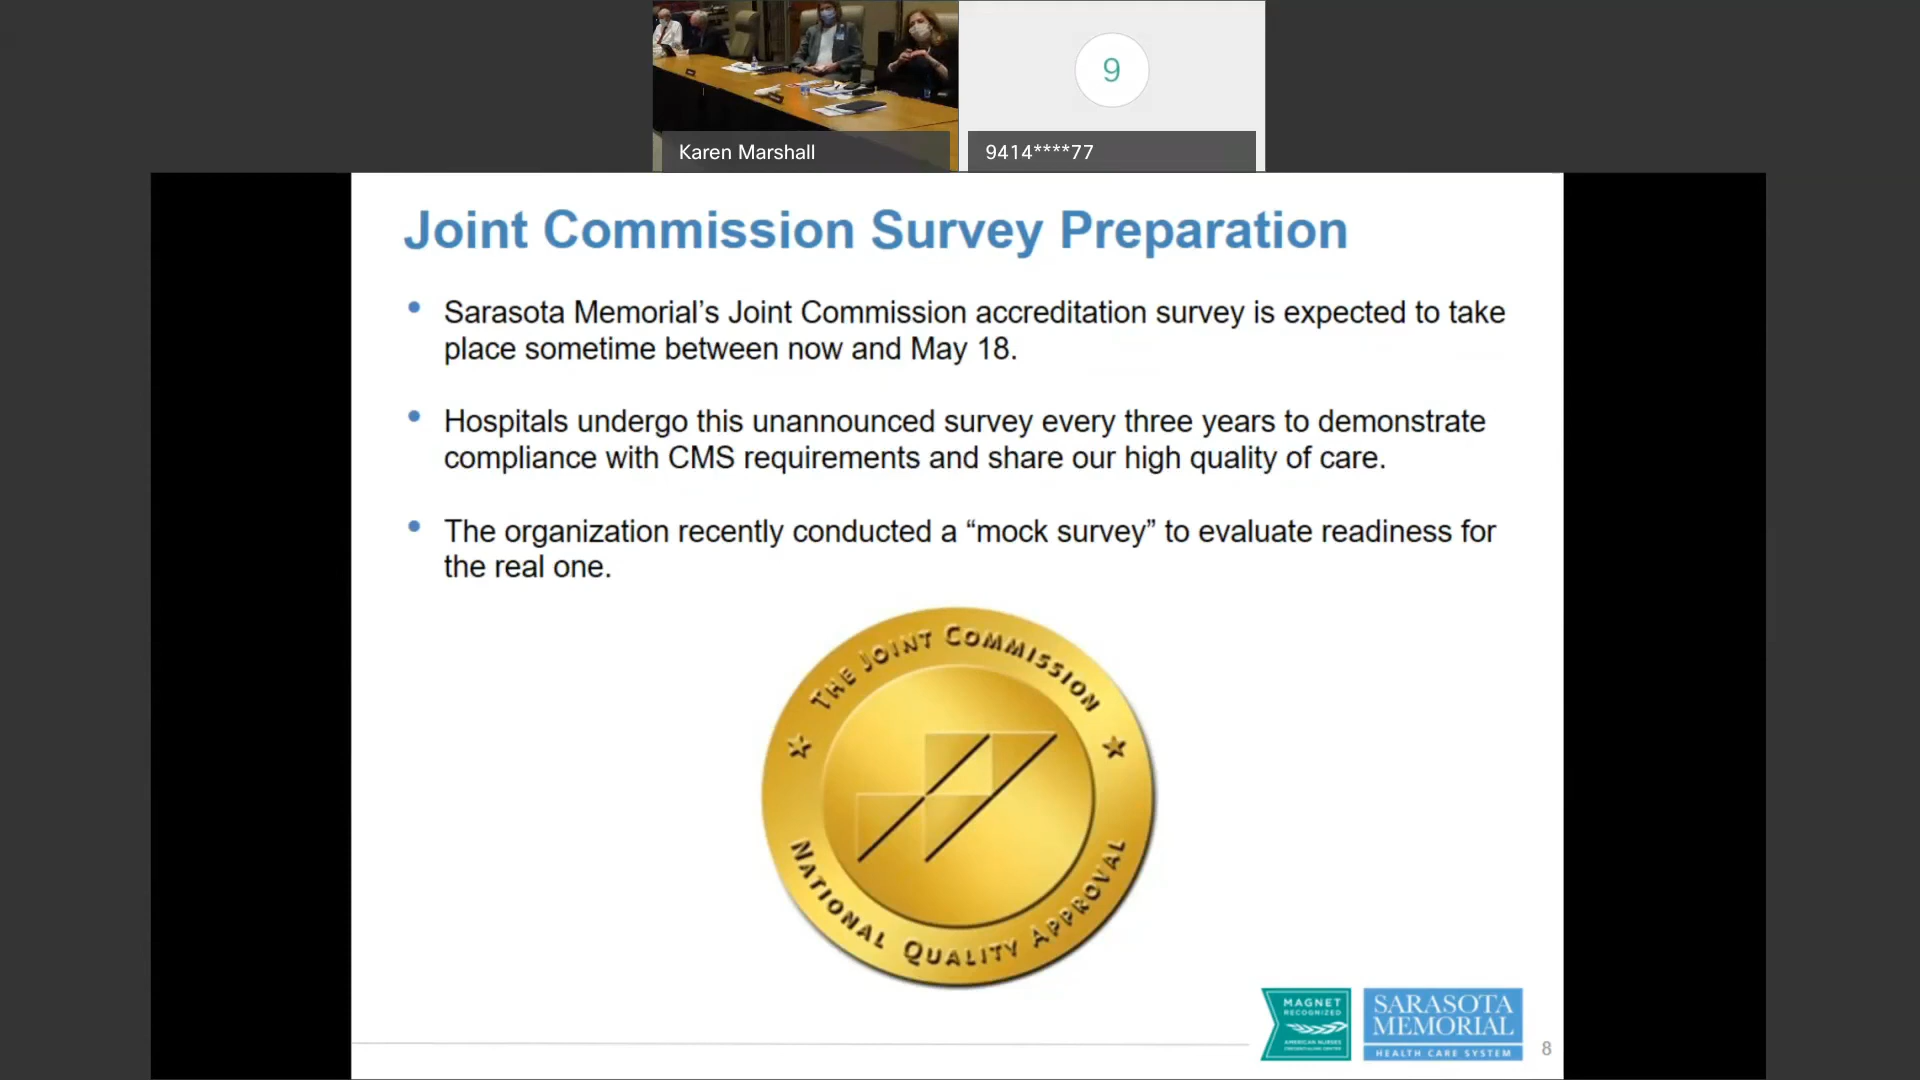 9
Karen Marshall
9414****77
Joint Commission Survey Preparation
• Sarasota Memorial’s Joint Commission accreditation survey is expected to take
place sometime between now and May 18.
• Hospitals undergo this unannounced survey every three years to demonstrate
compliance with CMS requirements and share our high quality of care.
• The organization recently conducted a “mock survey” to evaluate readiness for
the real one.
THE JOINT COMMISSION
NATIONAL QUALITY APPROVAL
MAGNET
RECOGNIZED
AMERICAN NURSES
CREDENTIALING CENTER
SARASOTA
MEMORIAL
HEALTH CARE SYSTEM
8